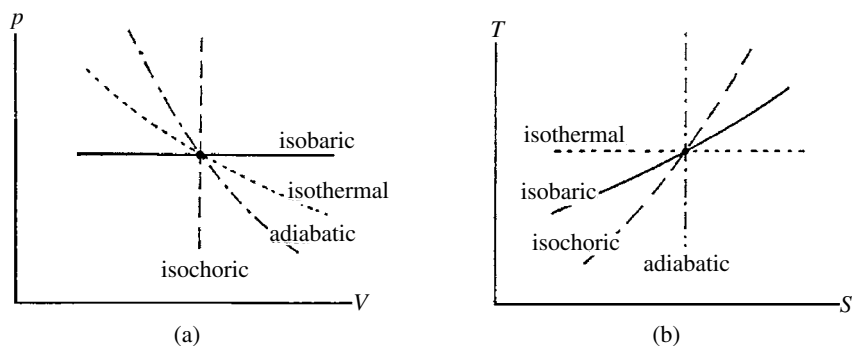 p
isobaric
isothermal
adiabatic
isochoric
V
(a)
T
isothermal
isobaric
isochoric
adiabatic
S
(b)